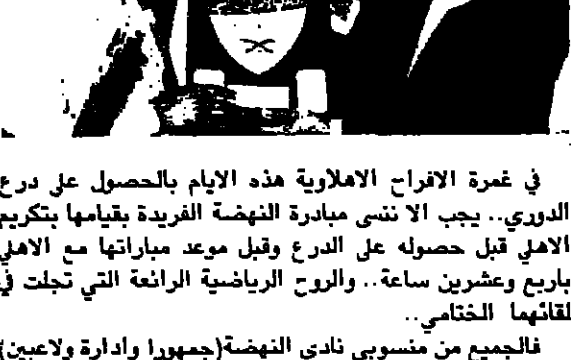 في غمرة الافراح الاهلاوية هذه الايام بالحصول على درع
الدوري.. يجب الا ننسى مبادرة النهضة الفريدة بقيامها بتكريم
الاهلي قبل حصوله على الدرع وقبل موعد مباراتها مع الاهلي
باربع وعشرين ساعة.. والروح الرياضية الرائعة التي تجلت في
لقائهما الختامي..
فالجميع من منسوبي نادي النهضة(جمهورا وادارة ولاعبين)